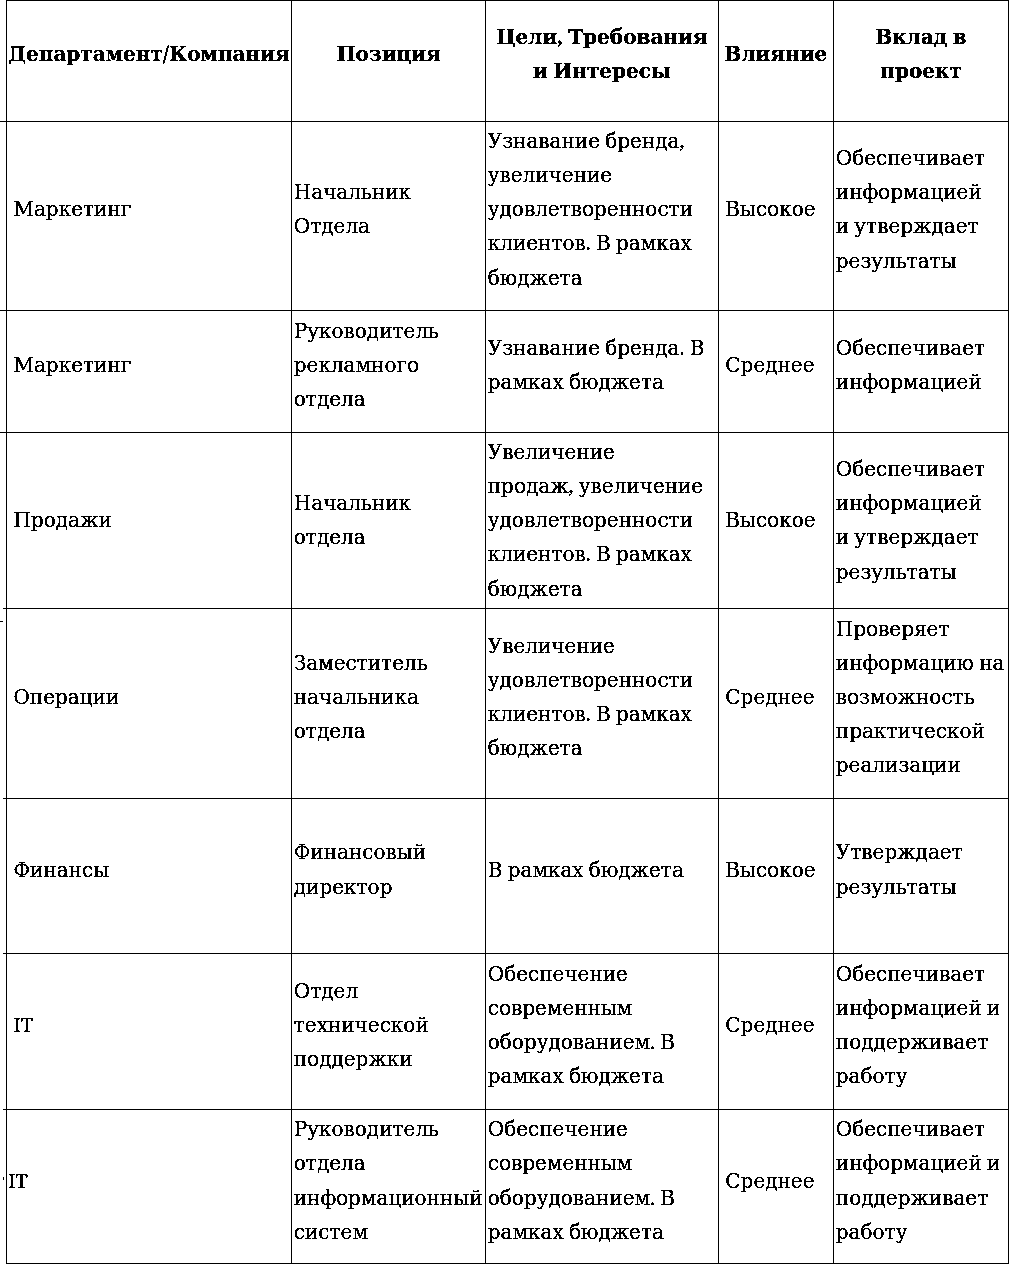 Департамент/Компания
Позиция
Цели, Требования
и Интересы
Влияние
Вклад в
проект
Маркетинг
Начальник
Отдела
Узнавание бренда,
увеличение
удовлетворенности
клиентов. В рамках
бюджета
Высокое
Обеспечивает
информацией
и утверждает
результаты
Маркетинг
Руководитель
рекламного
отдела
Узнавание бренда. В
рамках бюджета
Среднее
Обеспечивает
информацией
Продажи
Начальник
отдела
Увеличение
продаж, увеличение
удовлетворенности
клиентов. В рамках
бюджета
Высокое
Обеспечивает
информацией
и утверждает
результаты
Операции
Заместитель
начальника
отдела
Увеличение
удовлетворенности
клиентов. В рамках
бюджета
Среднее
Проверяет
информацию на
возможность
практической
реализации
Финансы
Финансовый
директор
В рамках бюджета
Высокое
Утверждает
результаты
IT
Отдел
технической
поддержки
Обеспечение
современным
оборудованием. В
рамках бюджета
Среднее
Обеспечивает
информацией и
поддерживает
работу
IT
Руководитель
отдела
информационный
систем
Обеспечение
современным
оборудованием. В
рамках бюджета
Среднее
Обеспечивает
информацией и
поддерживает
работу